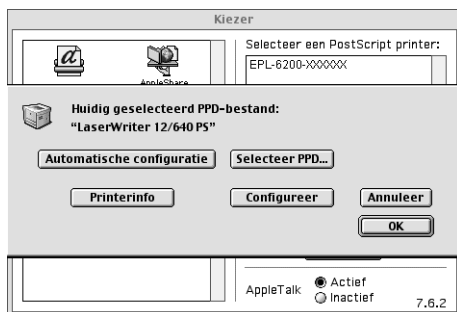 Kiezer
Selecteer een PostScript printer:
EPL-6200-XXXXXX
Huidig geselecteerd PPD-bestand:
"LaserWriter 12/640 PS"
Automatische configuratie
Selecteer PPD...
Printerinfo
Configureer
Annuleer
OK
AppleTalk
Actief
Inactief
7.6.2